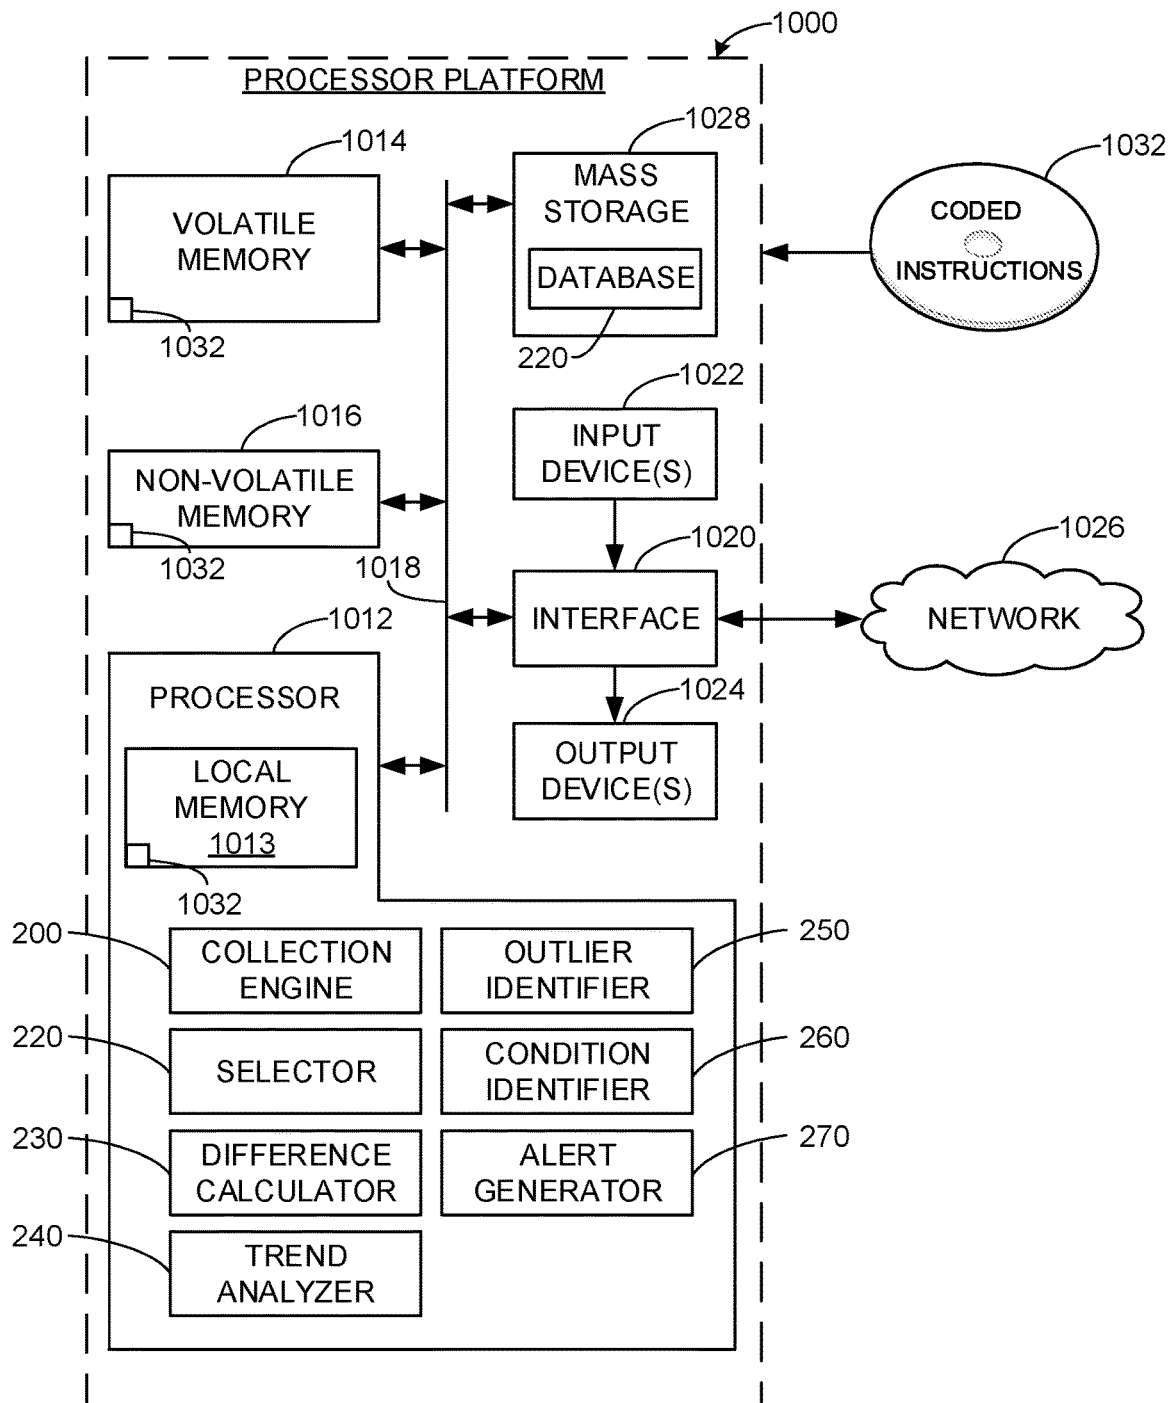 1000
PROCESSOR PLATFORM
1014
VOLATILE
MEMORY
1032
1028
MASS
STORAGE
DATABASE
220
1032
CODED
INSTRUCTIONS
1016
NON-VOLATILE
MEMORY
1032
1022
INPUT
DEVICE(S)
1018
1020
INTERFACE
1026
NETWORK
1024
OUTPUT
DEVICE(S)
1012
PROCESSOR
LOCAL
MEMORY
1013
1032
200
COLLECTION
ENGINE
OUTLIER
IDENTIFIER
250
220
SELECTOR
CONDITION
IDENTIFIER
260
230
DIFFERENCE
CALCULATOR
ALERT
GENERATOR
270
240
TREND
ANALYZER